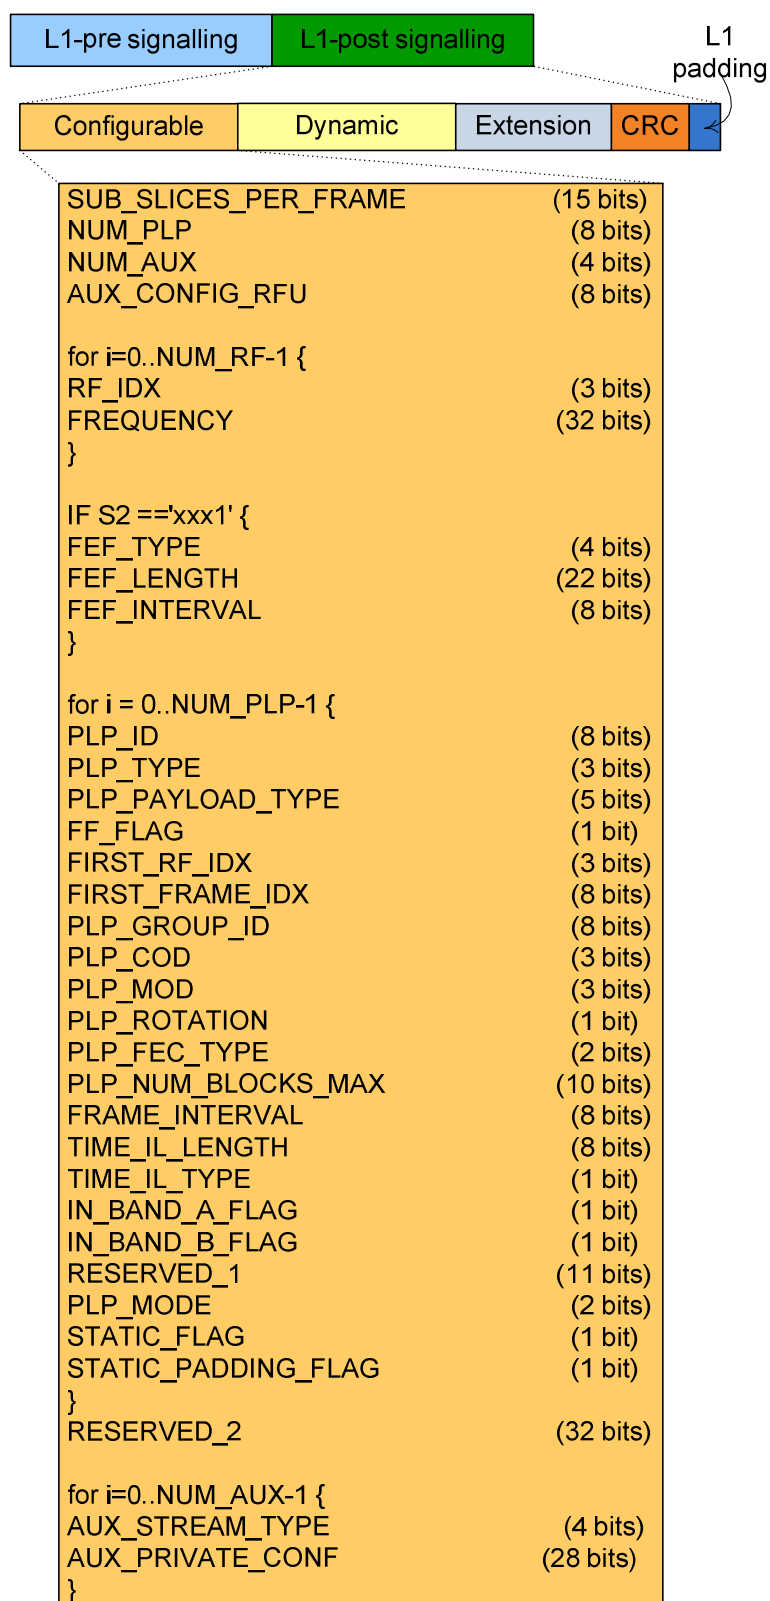 L1-pre signalling L1-post signalling
L1
padding
Configurable Dynamic Extension CRC
SUB_SLICES_PER_FRAME (15 bits)
NUM_PLP (8 bits)
NUM_AUX (4 bits)
AUX_CONFIG_RFU (8 bits)
for i=0..NUM_RF-1 {
RF_IDX (3 bits)
FREQUENCY (32 bits)
}
IF S2 =='xxx1' {
FEF_TYPE (4 bits)
FEF_LENGTH (22 bits)
FEF_INTERVAL (8 bits)
}
for i = 0..NUM_PLP-1 {
PLP_ID (8 bits)
PLP_TYPE (3 bits)
PLP_PAYLOAD_TYPE (5 bits)
FF_FLAG (1 bit)
FIRST_RF_IDX (3 bits)
FIRST_FRAME_IDX (8 bits)
PLP_GROUP_ID (8 bits)
PLP_COD (3 bits)
PLP_MOD (3 bits)
PLP_ROTATION (1 bit)
PLP_FEC_TYPE (2 bits)
PLP_NUM_BLOCKS_MAX (10 bits)
FRAME_INTERVAL (8 bits)
TIME_IL_LENGTH (8 bits)
TIME_IL_TYPE (1 bit)
IN_BAND_A_FLAG (1 bit)
IN_BAND_B_FLAG (1 bit)
RESERVED_1 (11 bits)
PLP_MODE (2 bits)
STATIC_FLAG (1 bit)
STATIC_PADDING_FLAG (1 bit)
}
RESERVED_2 (32 bits)
for i=0..NUM_AUX-1 {
AUX_STREAM_TYPE (4 bits)
AUX_PRIVATE_CONF (28 bits)
}